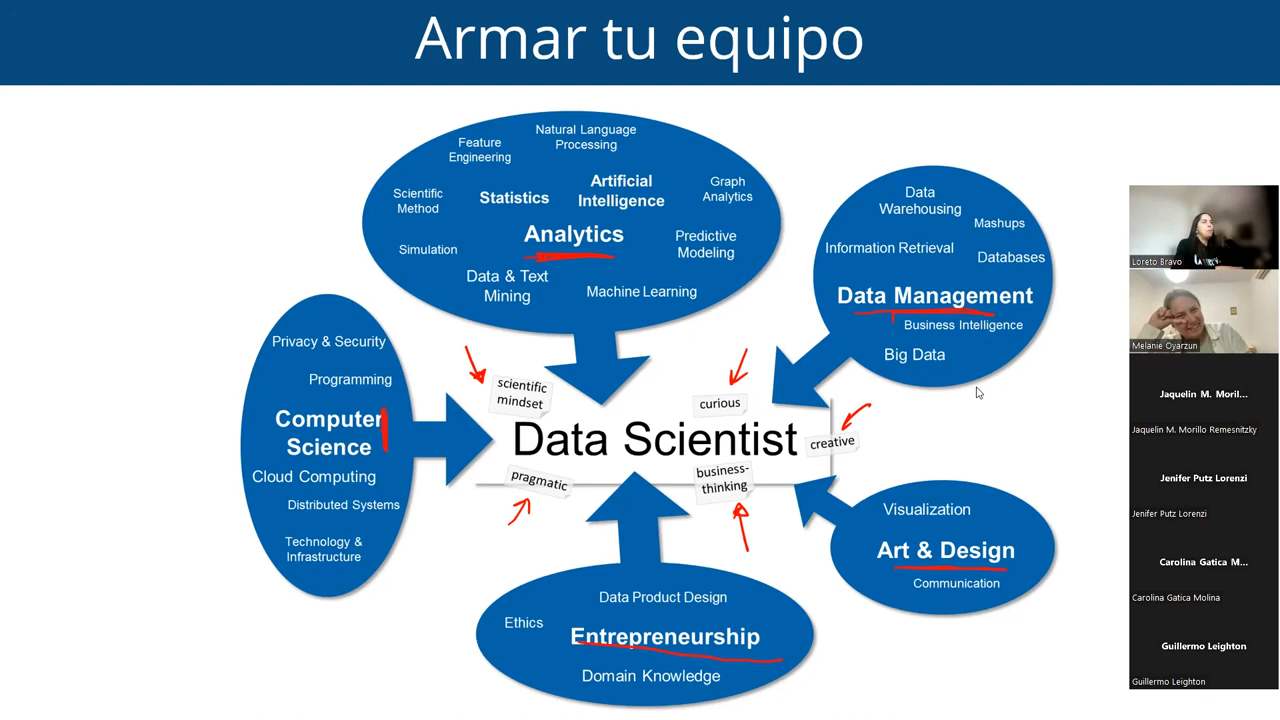 Armar tu equipo
Natural Language
Processing
Feature
Engineering
Scientific
Method
Statistics
Artificial
Intelligence
Graph
Analytics
Analytics
Simulation
Predictive
Modeling
Data & Text
Mining
Machine Learning
Data
Warehousing
Mashups
Information Retrieval
Databases
Data Management
Business Intelligence
Big Data
Privacy & Security
Programming
Computer
Science
Cloud Computing
Distributed Systems
Technology &
Infrastructure
scientific
mindset
curious
Data Scientist
creative
pragmatic
business-
thinking
Visualization
Art & Design
Communication
Data Product Design
Ethics
Entrepreneurship
Domain Knowledge
Loreto Bravo
Melanie Oyarzun
Jaquelin M. Moril...
Jaquelin M. Morillo Remesnitzky
Jenifer Putz Lorenzi
Jenifer Putz Lorenzi
Carolina Gatica M...
Carolina Gatica Molina
Guillermo Leighton
Guillermo Leighton